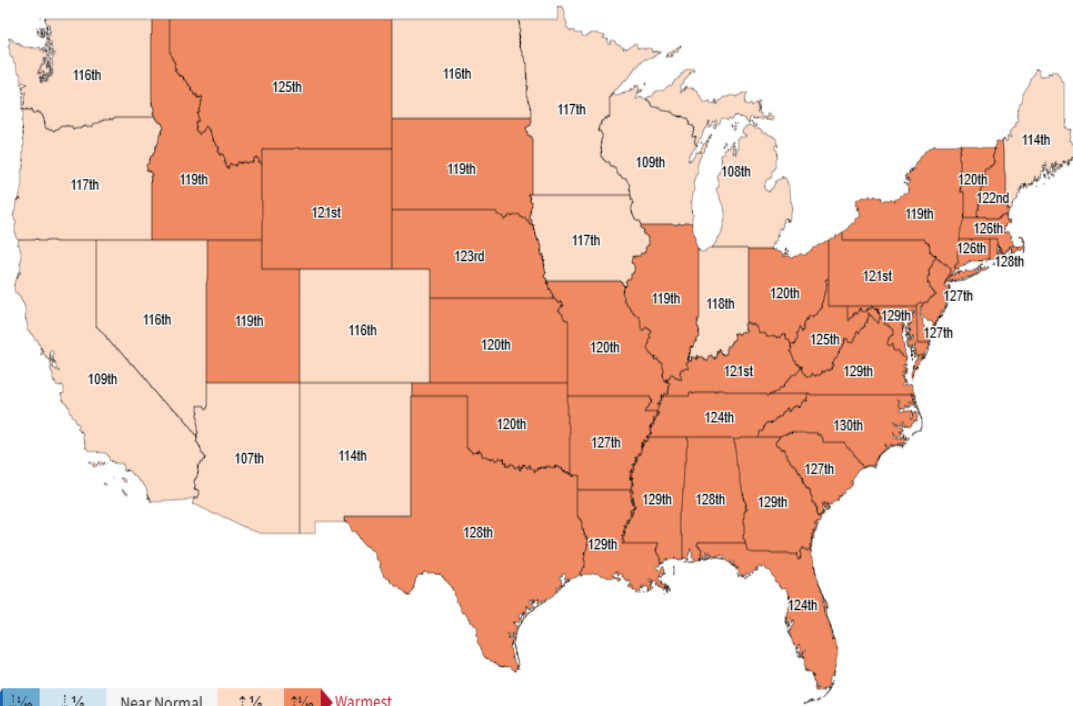 116th
125th
116th
117th
114th
117th
119th
121st
119th
109th
108th
120th
122nd
119th
126th
126th
128th
123rd
117th
116th
119th
116th
119th
118th
120th
121st
127th
129th
127th
109th
120th
120th
121st
125th
129th
107th
114th
120th
127th
124th
130th
127th
128th
129th
129th
128th
129th
124th
Near Normal
Warmest